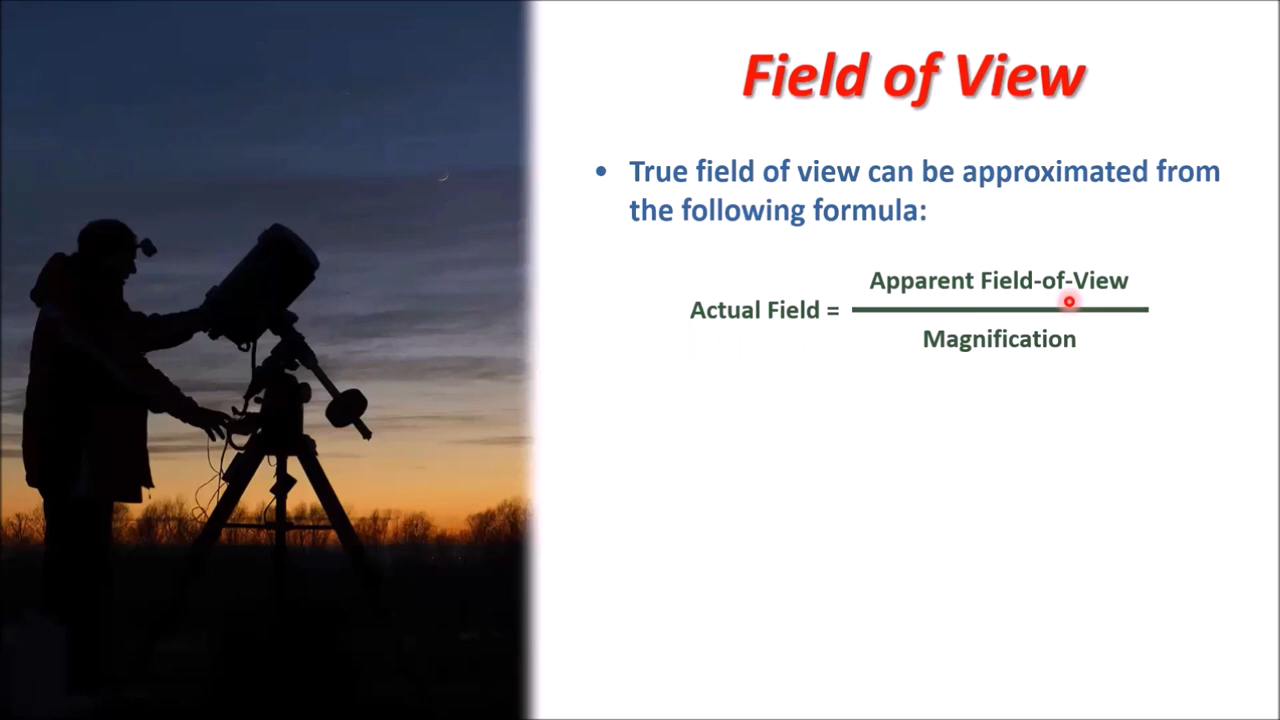 Field of View
• True field of view can be approximated from
the following formula:
Apparent Field-of-View
Actual Field =
Magnification